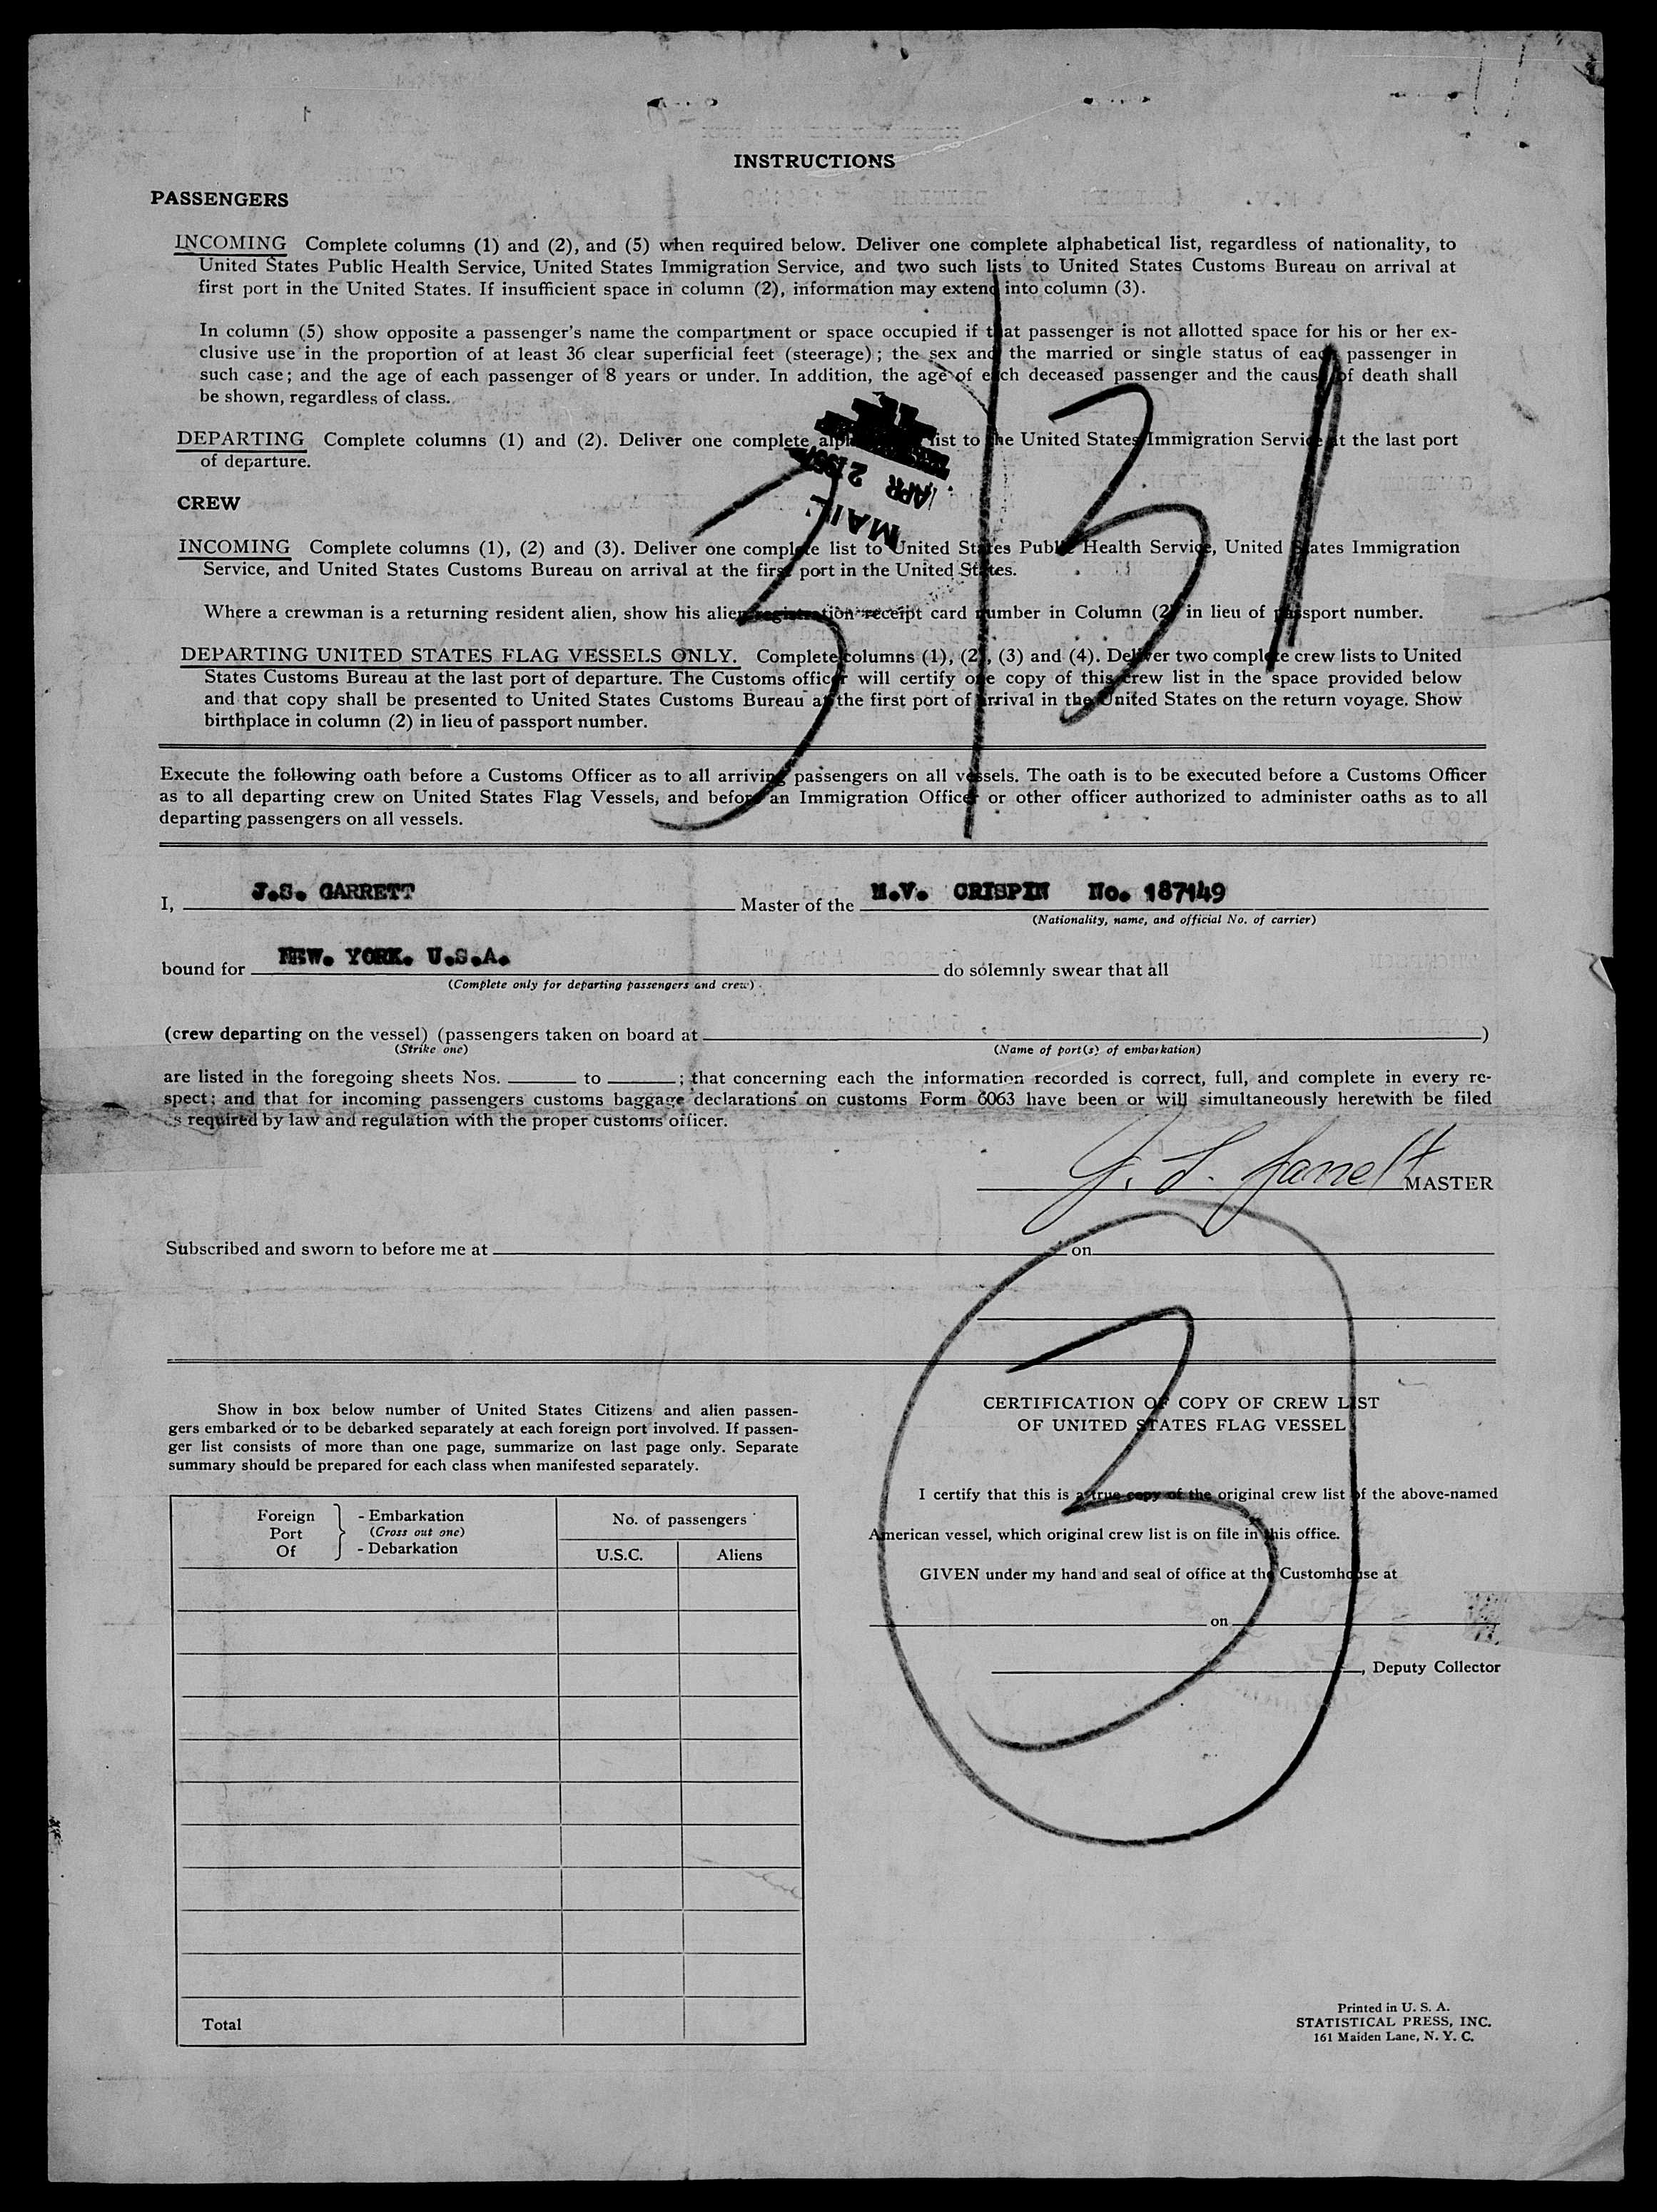 INSTRUCTIONS
PASSENGERS
INCOMING Complete columns (1) and (2), and (5) when required below. Deliver one complete alphabetical list, regardless of nationality, to
United States Public Health Service, United States Immigration Service, and two such lists to United States Customs Bureau on arrival at
first port in the United States. If insufficient space in column (2), information may extend into column (3).
In column (5) show opposite a passenger's name the compartment or space occupied if that passenger is not allotted space for his or her ex-
clusive use in the proportion of at least 36 clear superficial feet (steerage); the sex and the married or single status of each passenger in
such case; and the age of each passenger of 8 years or under. In addition, the age of each deceased passenger and the cause of death shall
be shown, regardless of class.
DEPARTING Complete columns (1) and (2). Deliver one complete alphabetical list to the United States Immigration Service at the last port
of departure.
APR 2 195
MAIL
3/31
CREW
INCOMING Complete columns (1), (2) and (3). Deliver one complete list to United States Public Health Service, United States Immigration
Service, and United States Customs Bureau on arrival at the first port in the United States.
Where a crewman is a returning resident alien, show his alien registration receipt card number in Column (2) in lieu of passport number.
DEPARTING UNITED STATES FLAG VESSELS ONLY. Complete columns (1), (2), (3) and (4). Deliver two complete crew lists to United
States Customs Bureau at the last port of departure. The Customs officer will certify one copy of this crew list in the space provided below
and that copy shall be presented to United States Customs Bureau at the first port of arrival in the United States on the return voyage. Show
birthplace in column (2) in lieu of passport number.
Execute the following oath before a Customs Officer as to all arriving passengers on all vessels. The oath is to be executed before a Customs Officer
as to all departing crew on United States Flag Vessels, and before an Immigration Officer or other officer authorized to administer oaths as to all
departing passengers on all vessels.
I, J.S. GARRETT Master of the M.V. CRISPIN No. 187149
(Nationality, name, and official No. of carrier)
bound for NEW. YORK. U.S.A. do solemnly swear that all
(Complete only for departing passengers and crew)
(crew departing on the vessel) (passengers taken on board at )
(Strike one) (Name of port(s) of embarkation)
are listed in the foregoing sheets Nos. to ; that concerning each the information recorded is correct, full, and complete in every re-
spect; and that for incoming passengers customs baggage declarations on customs Form 6063 have been or will simultaneously herewith be filed
as required by law and regulation with the proper customs officer.
J. S. Garrett MASTER
Subscribed and sworn to before me at on
3
Show in box below number of United States Citizens and alien passen-
gers embarked or to be debarked separately at each foreign port involved. If passen-
ger list consists of more than one page, summarize on last page only. Separate
summary should be prepared for each class when manifested separately.
Foreign Port Of } - Embarkation
(Cross out one)
- Debarkation
No. of passengers
U.S.C. Aliens
Total
CERTIFICATION OF COPY OF CREW LIST
OF UNITED STATES FLAG VESSEL
I certify that this is a true copy of the original crew list of the above-named
American vessel, which original crew list is on file in this office.
GIVEN under my hand and seal of office at the Customhouse at
on
, Deputy Collector
Printed in U. S. A.
STATISTICAL PRESS, INC.
161 Maiden Lane, N. Y. C.